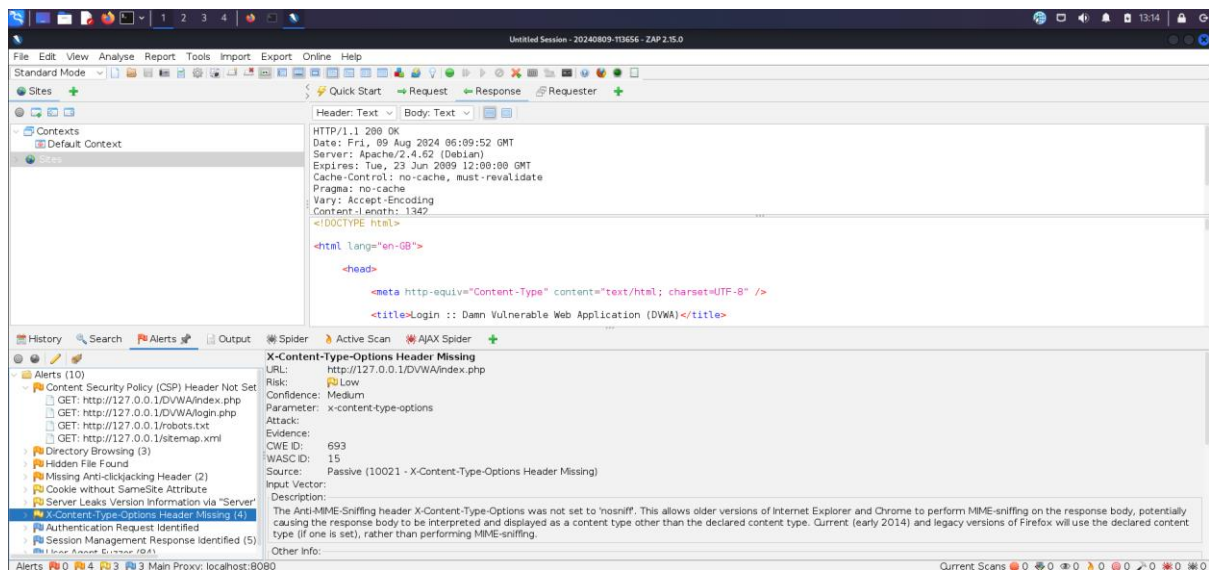 1 2 3 4
13:14
Untitled Session - 20240809-113656 - ZAP 2.15.0
File Edit View Analyse Report Tools Import Export Online Help
Standard Mode
Sites
Quick Start Request Response Requester
Header: Text Body: Text
Contexts
Default Context
Sites
HTTP/1.1 200 OK
Date: Fri, 09 Aug 2024 06:09:52 GMT
Server: Apache/2.4.62 (Debian)
Expires: Tue, 23 Jun 2009 12:00:00 GMT
Cache-Control: no-cache, must-revalidate
Pragma: no-cache
Vary: Accept-Encoding
Content-Length: 1342
<!DOCTYPE html>
<html lang="en-GB">
<head>
<meta http-equiv="Content-Type" content="text/html; charset=UTF-8" />
<title>Login :: Damn Vulnerable Web Application (DVWA)</title>
History Search Alerts Output Spider Active Scan AJAX Spider
Alerts (10)
Content Security Policy (CSP) Header Not Set
GET: http://127.0.0.1/DVWA/index.php
GET: http://127.0.0.1/DVWA/login.php
GET: http://127.0.0.1/robots.txt
GET: http://127.0.0.1/sitemap.xml
Directory Browsing (3)
Hidden File Found
Missing Anti-clickjacking Header (2)
Cookie without SameSite Attribute
Server Leaks Version Information via "Server"
X-Content-Type-Options Header Missing (4)
Authentication Request Identified
Session Management Response Identified (5)
User Agent Fuzzer (84)
X-Content-Type-Options Header Missing
URL: http://127.0.0.1/DVWA/index.php
Risk: Low
Confidence: Medium
Parameter: x-content-type-options
Attack:
Evidence:
CWE ID: 693
WASC ID: 15
Source: Passive (10021 - X-Content-Type-Options Header Missing)
Input Vector:
Description:
The Anti-MIME-Sniffing header X-Content-Type-Options was not set to 'nosniff'. This allows older versions of Internet Explorer and Chrome to perform MIME-sniffing on the response body, potentially
causing the response body to be interpreted and displayed as a content type other than the declared content type. Current (early 2014) and legacy versions of Firefox will use the declared content
type (if one is set), rather than performing MIME-sniffing.
Other Info:
Alerts 0 4 3 3 Main Proxy: localhost:8080
Current Scans 0 0 0 0 0 0 0 0